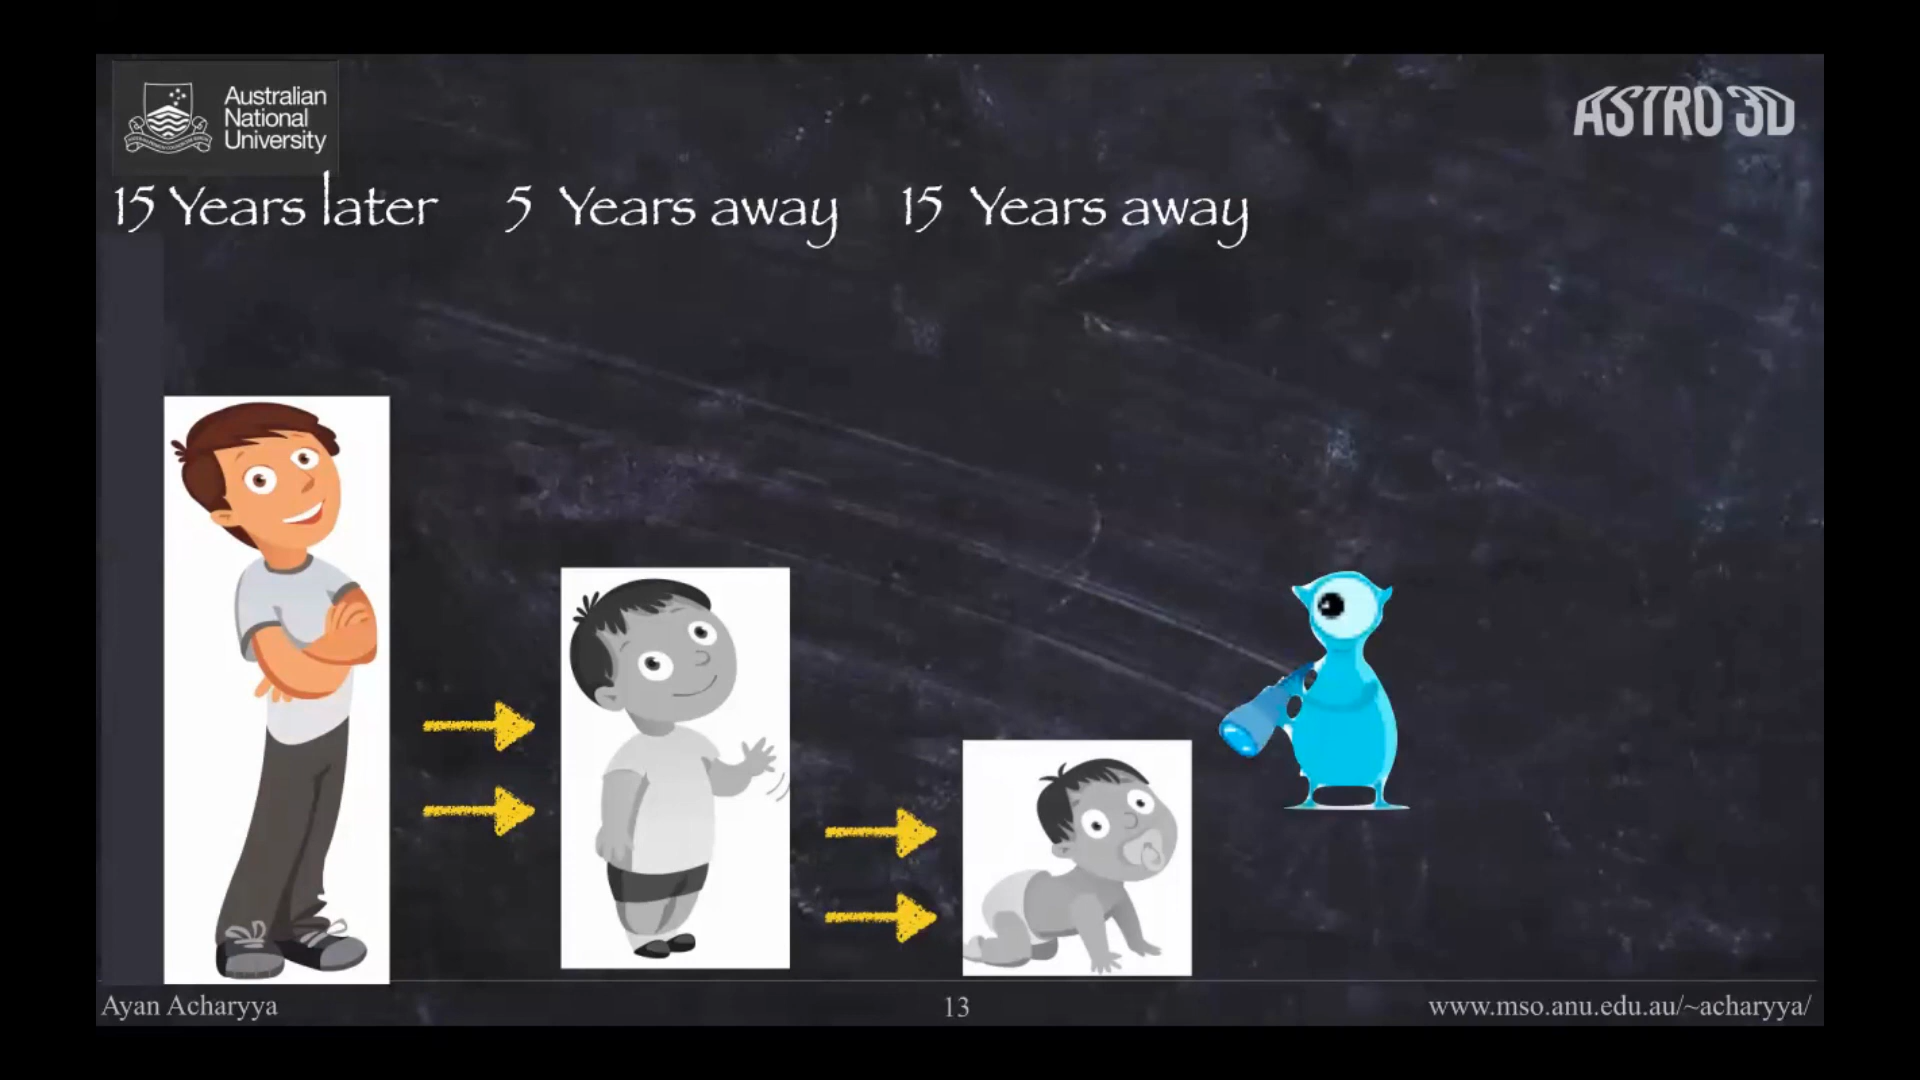 Australian
National
University
ASTRO 3D
15 Years later
5 Years away
15 Years away
Ayan Acharyya
13
www.mso.anu.edu.au/~acharyya/